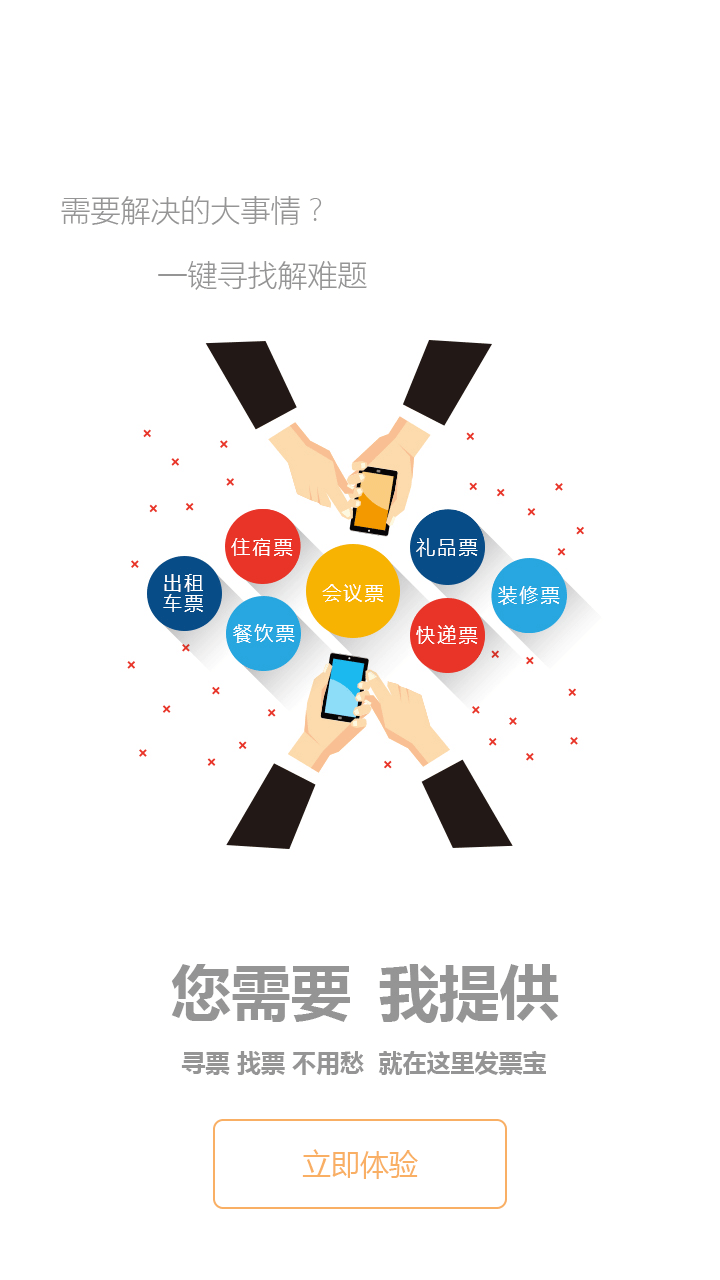 需要解决的大事情？
一键寻找解难题
住宿票
礼品票
出租
车票
会议票
装修票
餐饮票
快递票
您需要 我提供
寻票 找票 不用愁 就在这里发票宝
立即体验